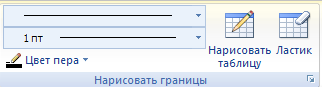 1 пт
Цвет пера
Нарисовать
таблицу
Ластик
Нарисовать границы